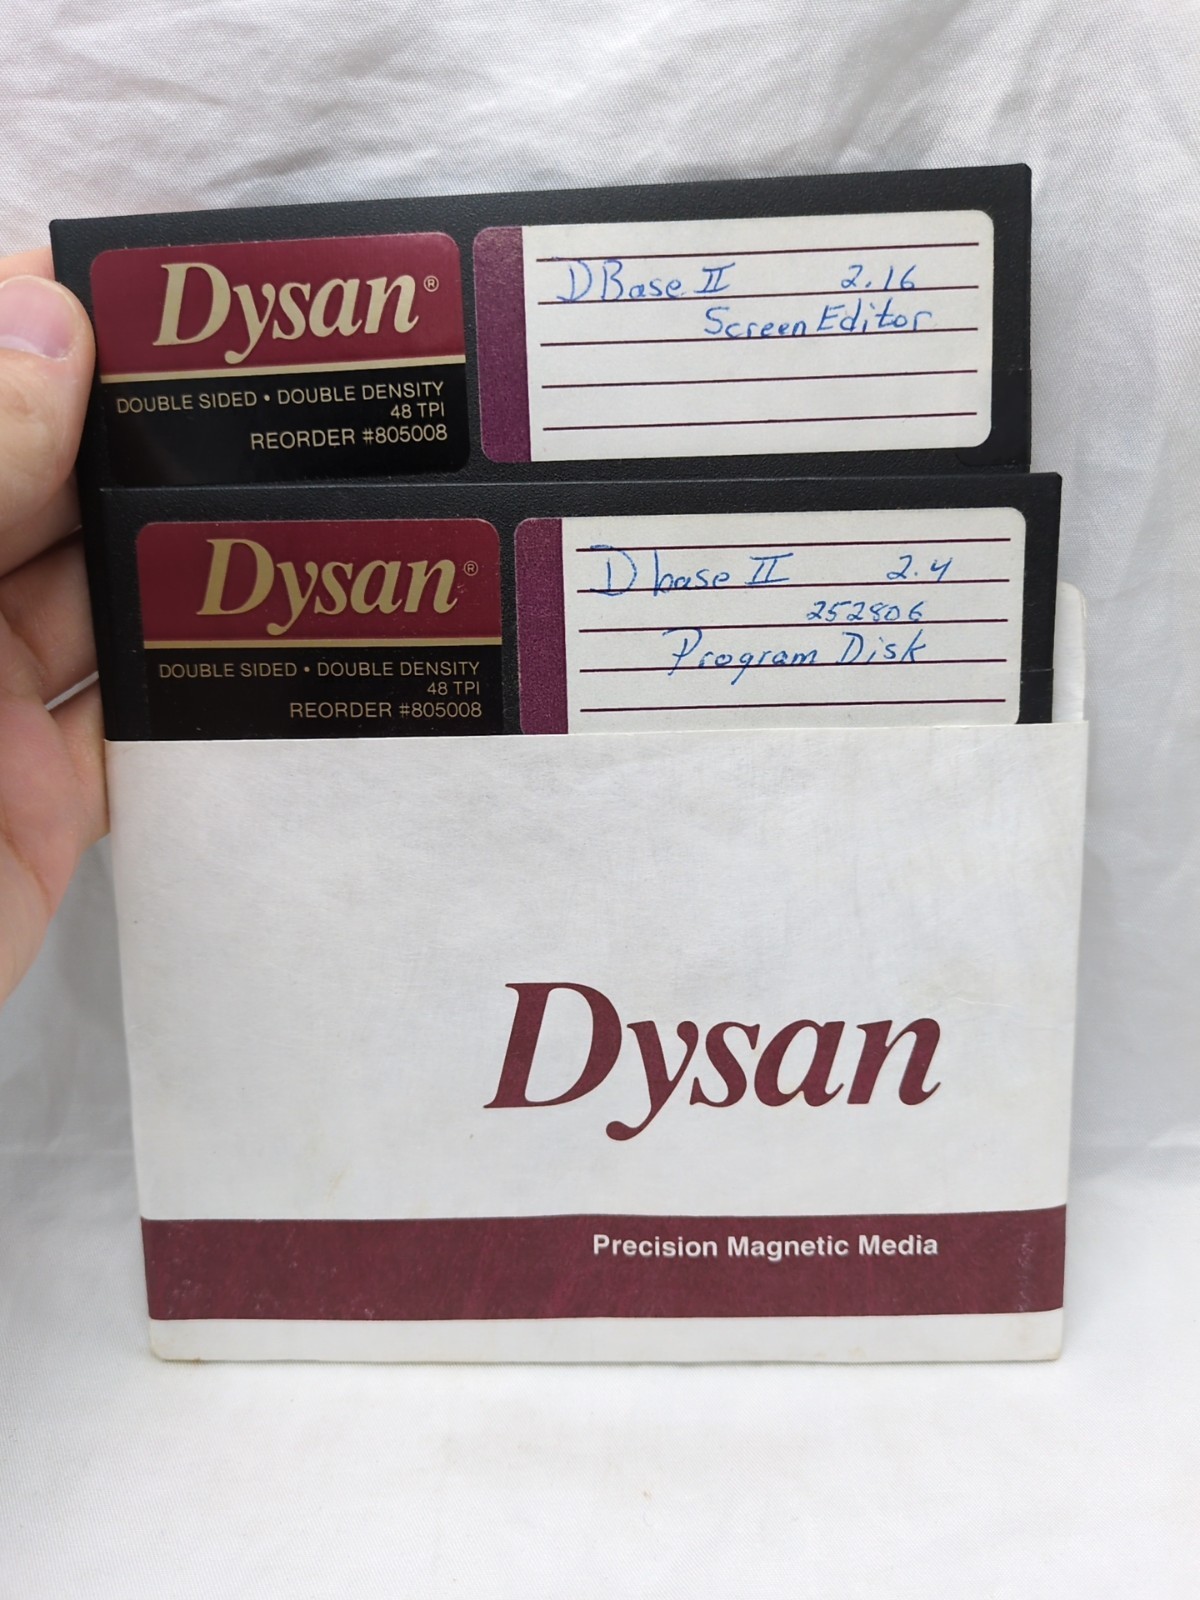 Dysan®
DOUBLE SIDED • DOUBLE DENSITY
48 TPI
REORDER #805008
DBase II 2.16
Screen Editor
Dysan®
DOUBLE SIDED • DOUBLE DENSITY
48 TPI
REORDER #805008
Dbase II 2.4
252806
Program Disk
Dysan
Precision Magnetic Media